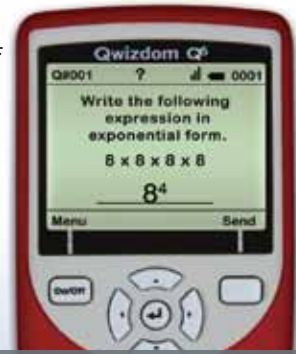 Qwizdom Q6
Q#001 ? 0001
Write the following
expression in
exponential form.
8 x 8 x 8 x 8
8⁴
Menu Send
On/Off